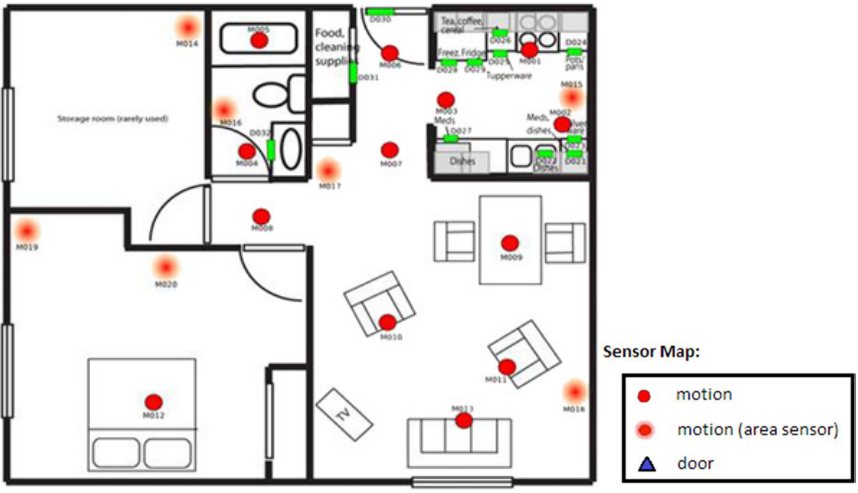 D030
M014
M005
Food,
cleaning
supplies
M006
D031
Tea, coffee,
cereal
D026
M001
D024
Pots/
pans
Freez.
Fridge
D025
D028
D029
Tupperware
M015
Storage room (rarely used)
M016
D032
M004
M003
Meds
D027
M002
Meds,
dishes,
D023
D022
D021
Dishes
Dishes
M007
M017
M008
M019
M020
M009
M010
M011
M012
M013
M018
TV
Sensor Map:
motion
motion (area sensor)
door